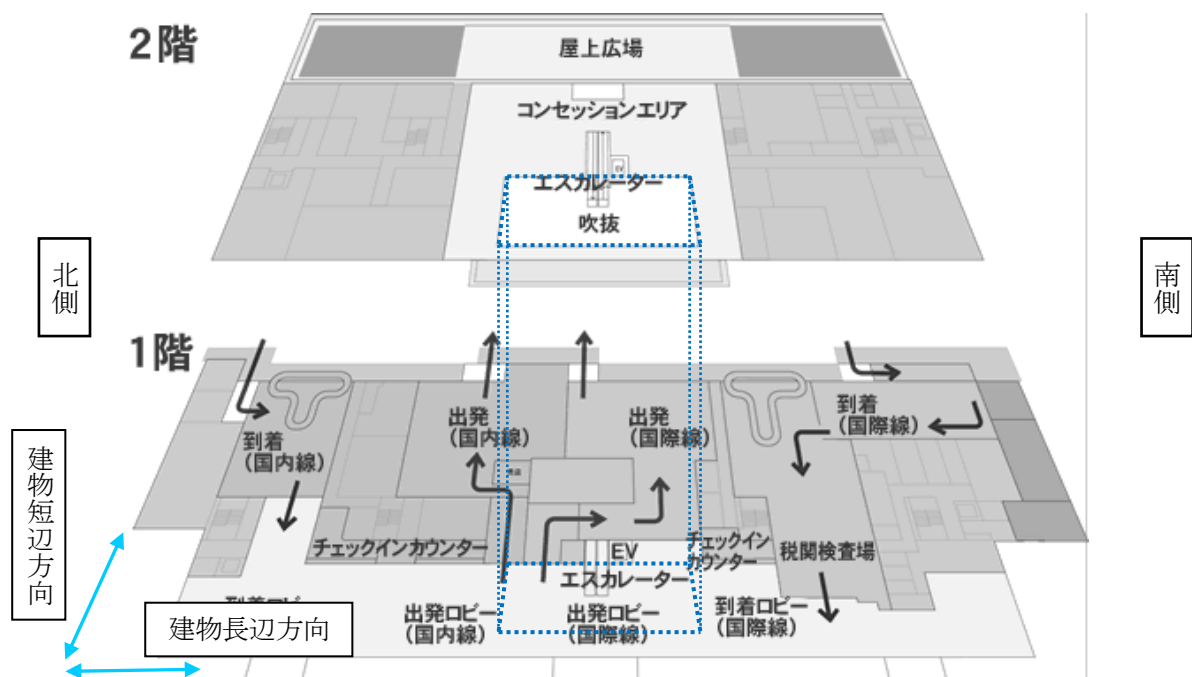 2階
屋上広場
コンセッションエリア
EV
エスカレーター
吹抜
北側
南側
1階
到着
(国内線)
出発
(国内線)
出発
(国際線)
到着
(国際線)
チェックインカウンター
EV
チェックイン
カウンター
税関検査場
エスカレーター
出発ロビー
(国内線)
出発ロビー
(国際線)
到着ロビー
(国際線)
建物短辺方向
建物長辺方向